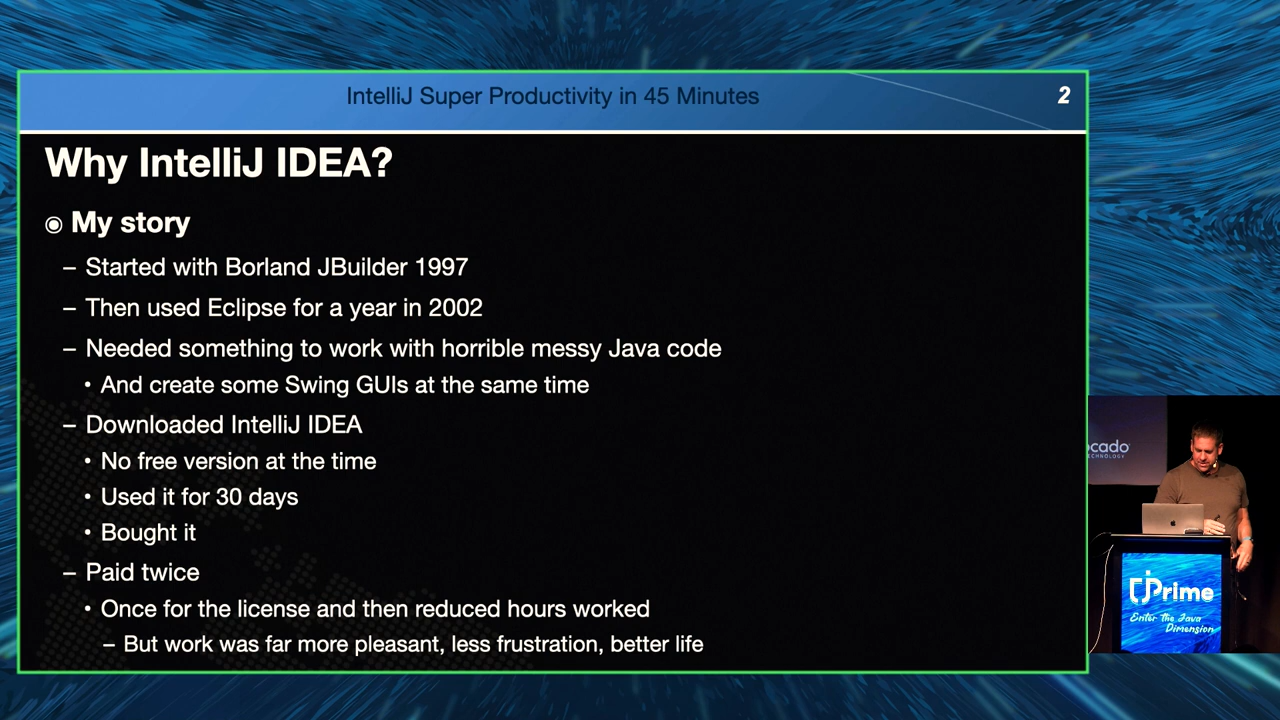 IntelliJ Super Productivity in 45 Minutes
2
Why IntelliJ IDEA?
My story
– Started with Borland JBuilder 1997
– Then used Eclipse for a year in 2002
– Needed something to work with horrible messy Java code
• And create some Swing GUIs at the same time
– Downloaded IntelliJ IDEA
• No free version at the time
• Used it for 30 days
• Bought it
– Paid twice
• Once for the license and then reduced hours worked
– But work was far more pleasant, less frustration, better life
cado
TECHNOLOGY
jPrime
Enter the Java
Dimension